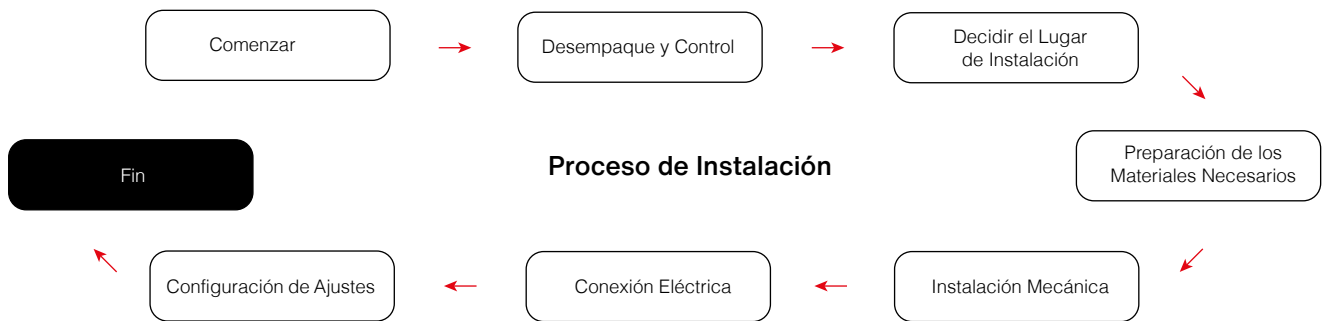 Comenzar
Desempaque y Control
Decidir el Lugar
de Instalación
Fin
Proceso de Instalación
Preparación de los
Materiales Necesarios
Configuración de Ajustes
Conexión Eléctrica
Instalación Mecánica